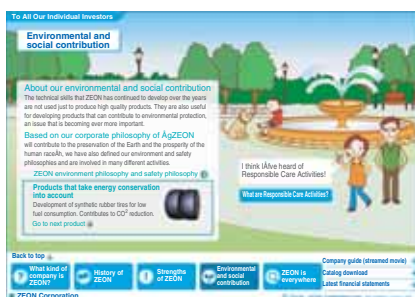 To All Our Individual Investors
Environmental and
social contribution
About our environmental and social contribution
The technical skills that ZEON has continued to develop over the years
are not used just to produce high quality products. They are also useful
for developing products that can contribute to environmental protection,
an issue that is becoming ever more important.
Based on our corporate philosophy of ÅgZEON
will contribute to the preservation of the Earth and the prosperity of the
human raceÅh, we have also defined our environment and safety
philosophies and are involved in many different activities.
ZEON environment philosophy and safety philosophy
Products that take energy conservation
into account
Development of synthetic rubber tires for low
fuel consumption. Contributes to CO² reduction.
Go to next product
I think IÅfve heard of
Responsible Care Activities!
What are Responsible Care Activities?
Back to top
What kind of
company is
ZEON?
History of
ZEON
Strengths
of ZEON
Environmental
and social
contribution
ZEON is
everywhere
Company guide (streamed movie)
Catalog download
Latest financial statements
ZEON Corporation